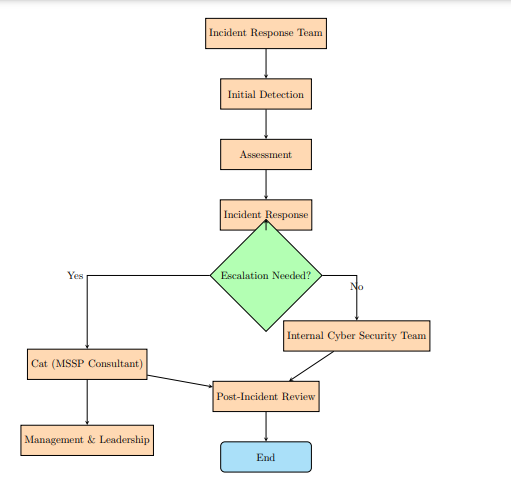 Incident Response Team
Initial Detection
Assessment
Incident Response
Escalation Needed?
Yes
No
Internal Cyber Security Team
Cat (MSSP Consultant)
Post-Incident Review
Management & Leadership
End